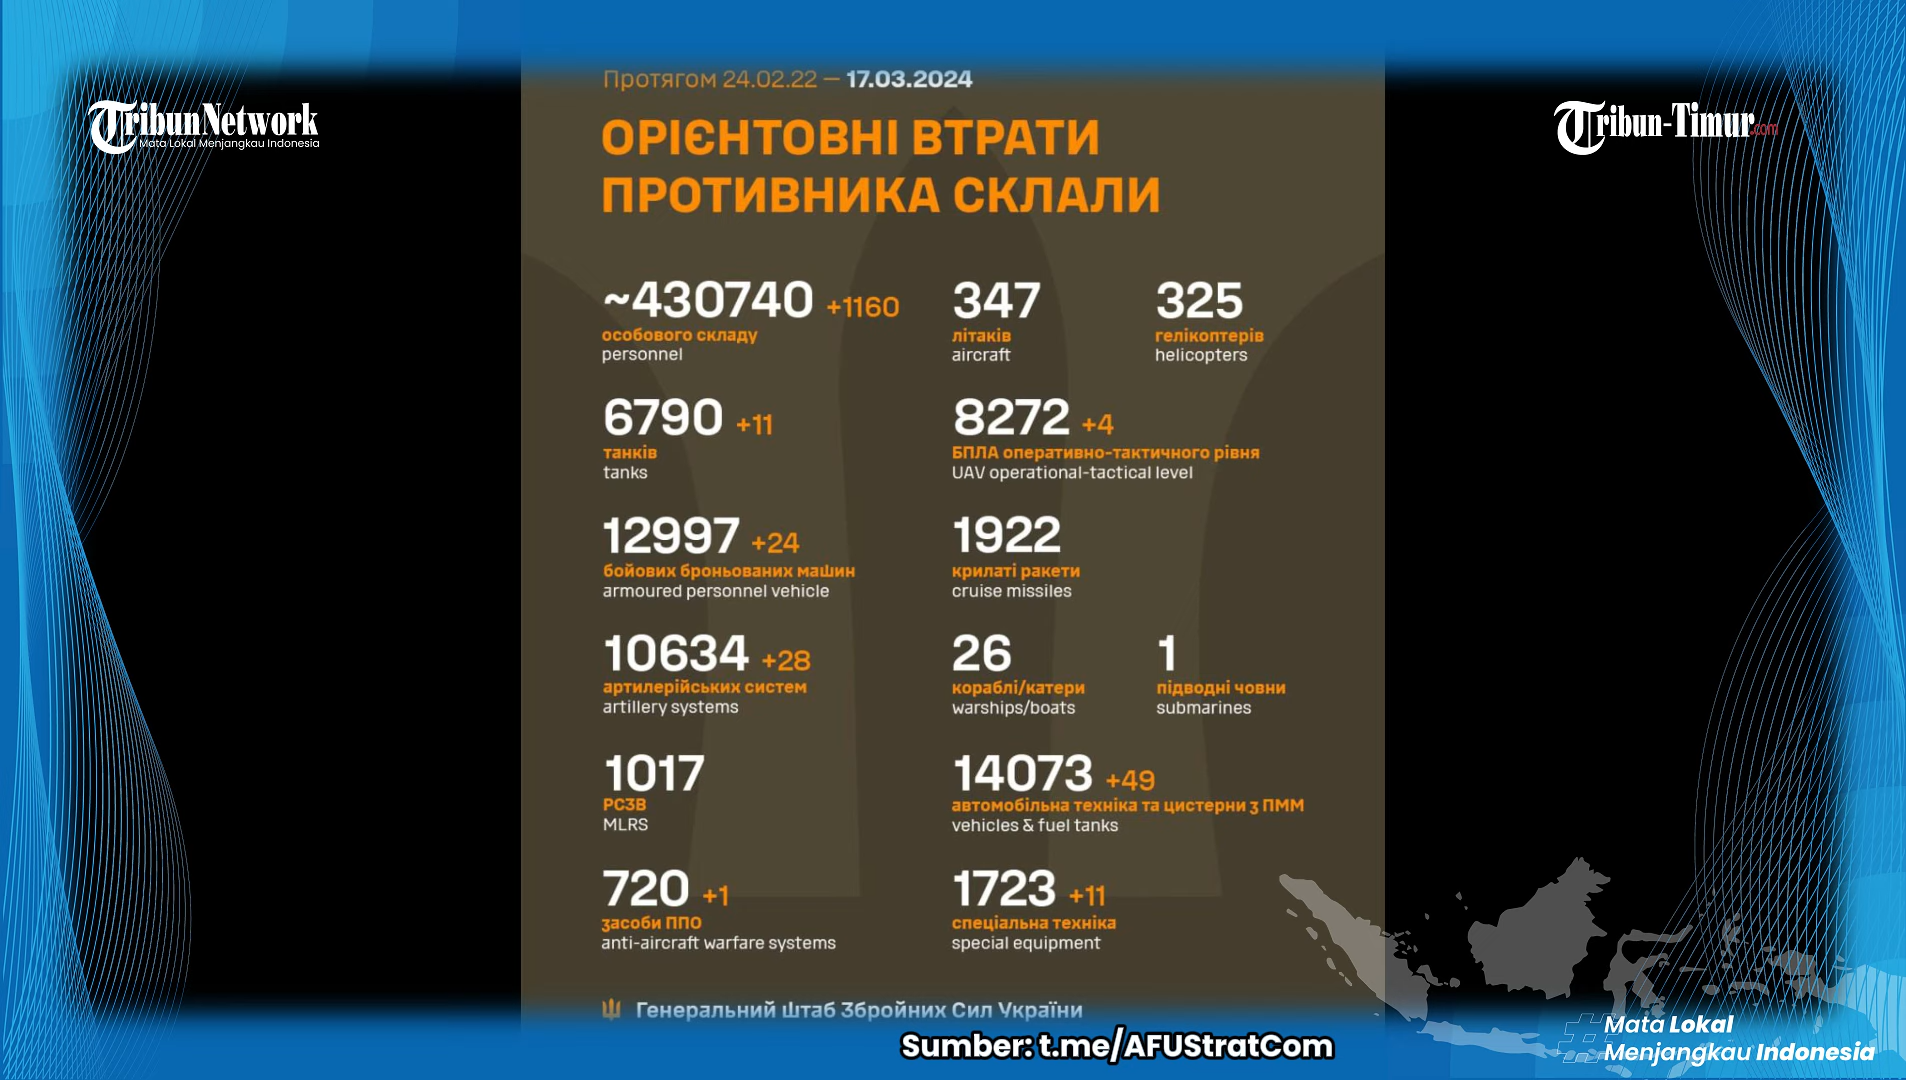 Протягом 24.02.22 — 17.03.2024
TribunNetwork
Mata Lokal Menjangkau Indonesia
Tribun-Timur.com
ОРІЄНТОВНІ ВТРАТИ
ПРОТИВНИКА СКЛАЛИ
~430740 +1160
особового складу
personnel
347
літаків
aircraft
325
гелікоптерів
helicopters
6790 +11
танків
tanks
8272 +4
БПЛА оперативно-тактичного рівня
UAV operational-tactical level
12997 +24
бойових броньованих машин
armoured personnel vehicle
1922
крилаті ракети
cruise missiles
10634 +28
артилерійських систем
artillery systems
26
кораблі/катери
warships/boats
1
підводні човни
submarines
1017
РСЗВ
MLRS
14073 +49
автомобільна техніка та цистерни з ПММ
vehicles & fuel tanks
720 +1
засоби ППО
anti-aircraft warfare systems
1723 +11
спеціальна техніка
special equipment
Генеральний штаб Збройних Сил України
Sumber: t.me/AFUStratCom
# Mata Lokal
Menjangkau Indonesia